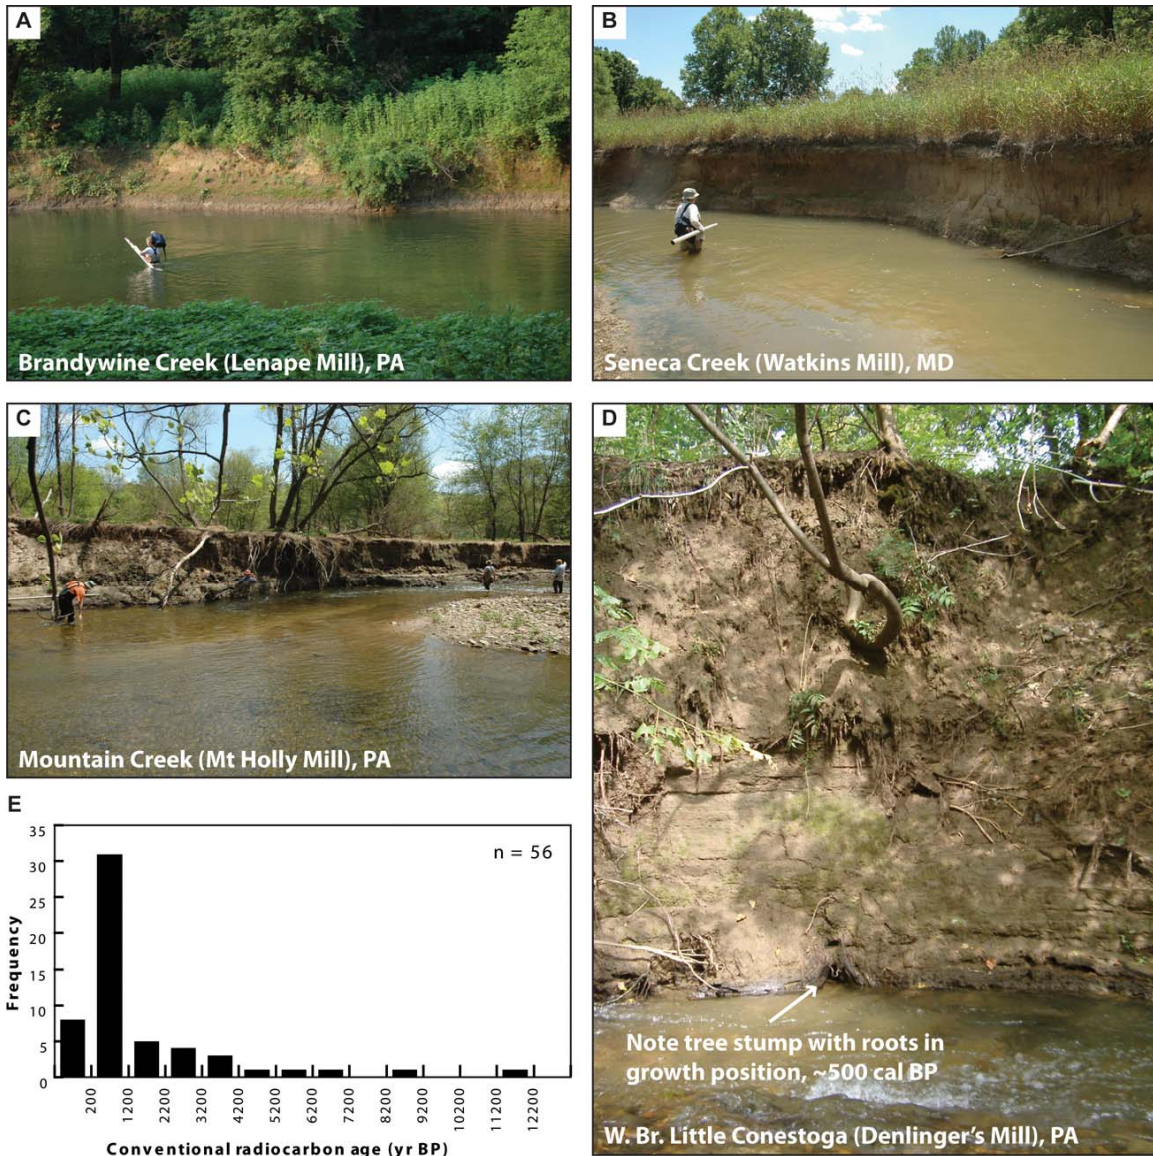 A
Brandywine Creek (Lenape Mill), PA
B
Seneca Creek (Watkins Mill), MD
C
Mountain Creek (Mt Holly Mill), PA
D
Note tree stump with roots in
growth position, ~500 cal BP
W. Br. Little Conestoga (Denlinger's Mill), PA
E
35
30
25
20
15
10
5
0
Frequency
n = 56
200
1200
2200
3200
4200
5200
6200
7200
8200
9200
10200
11200
12200
Conventional radiocarbon age (yr BP)